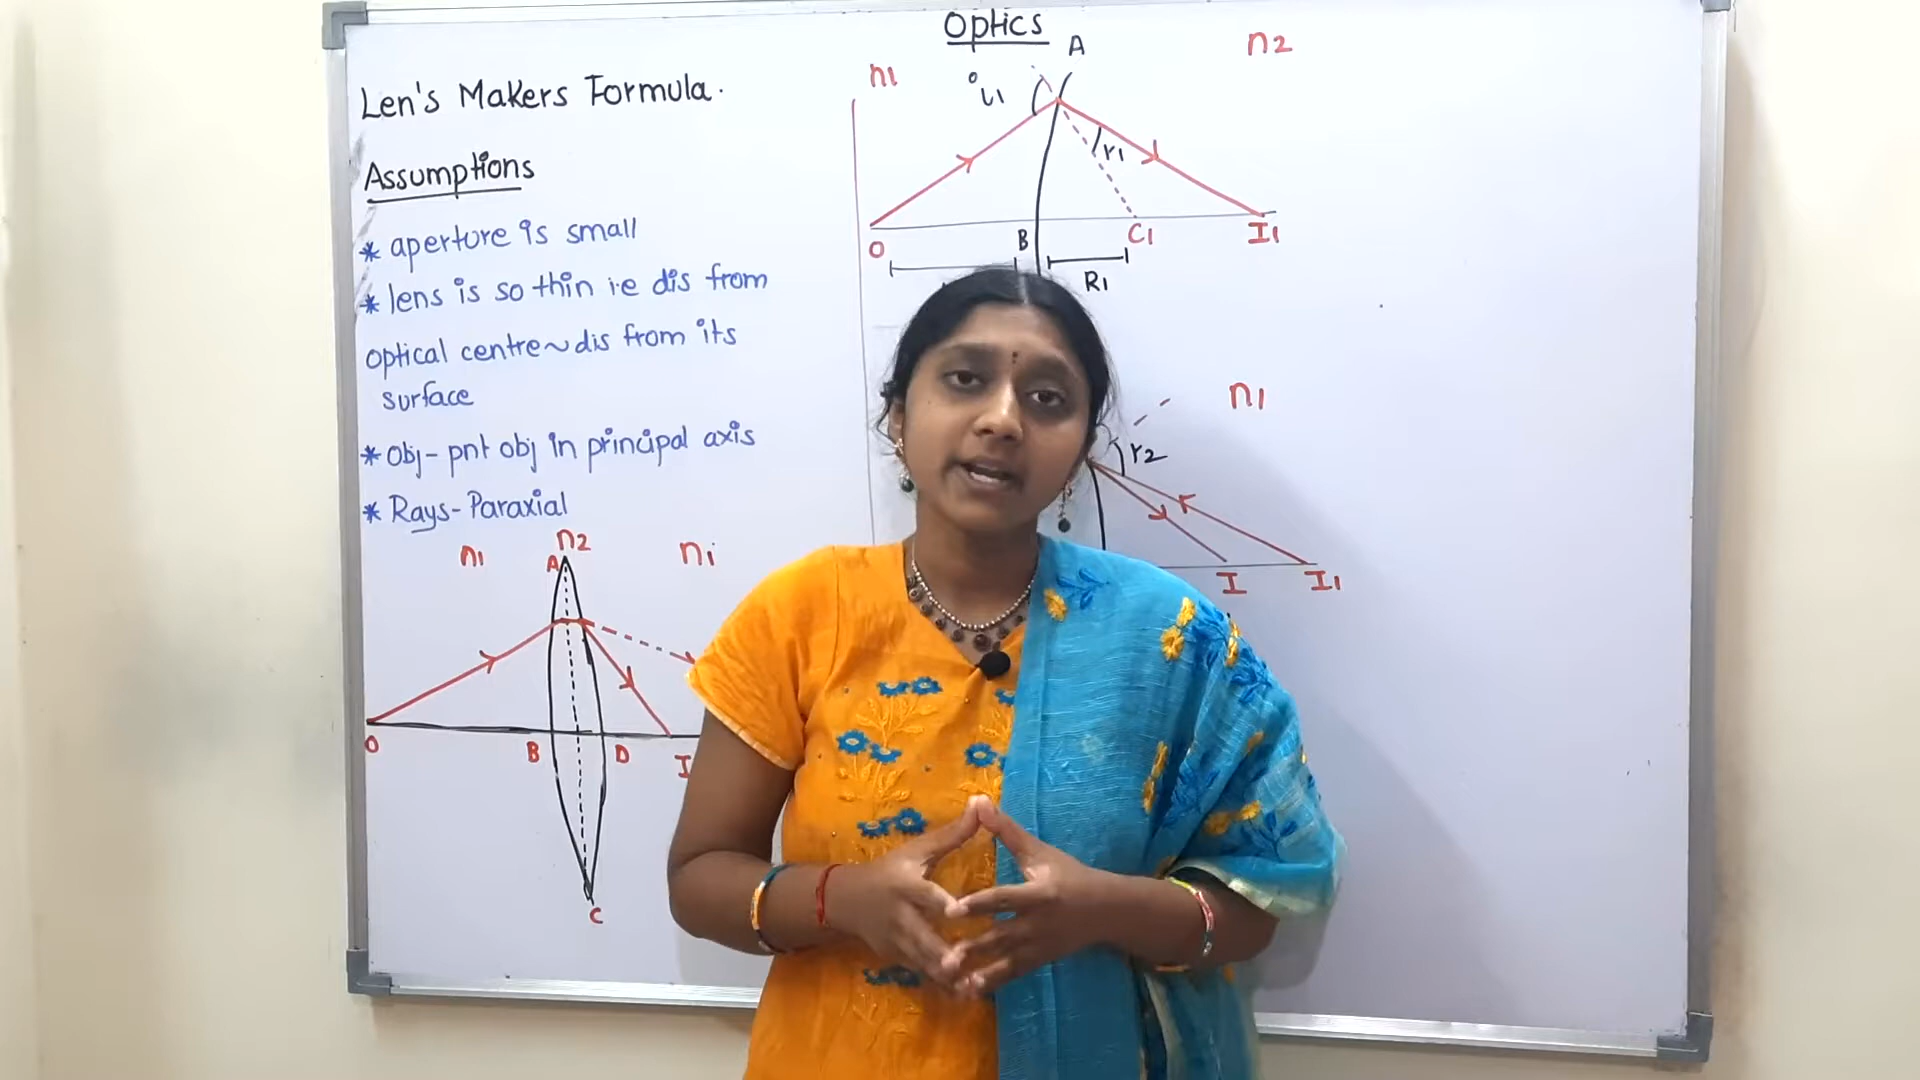 Optics
Len's Makers Formula.
Assumptions
* aperture is small
* lens is so thin i.e dis from
optical centre ~ dis from its
surface
* Obj - pnt obj in principal axis
* Rays - Paraxial
n1 n2 n1
A
O B D I
C
n1 A n2
i1
r1
O B C1 I1
R1
n1
r2
I I1